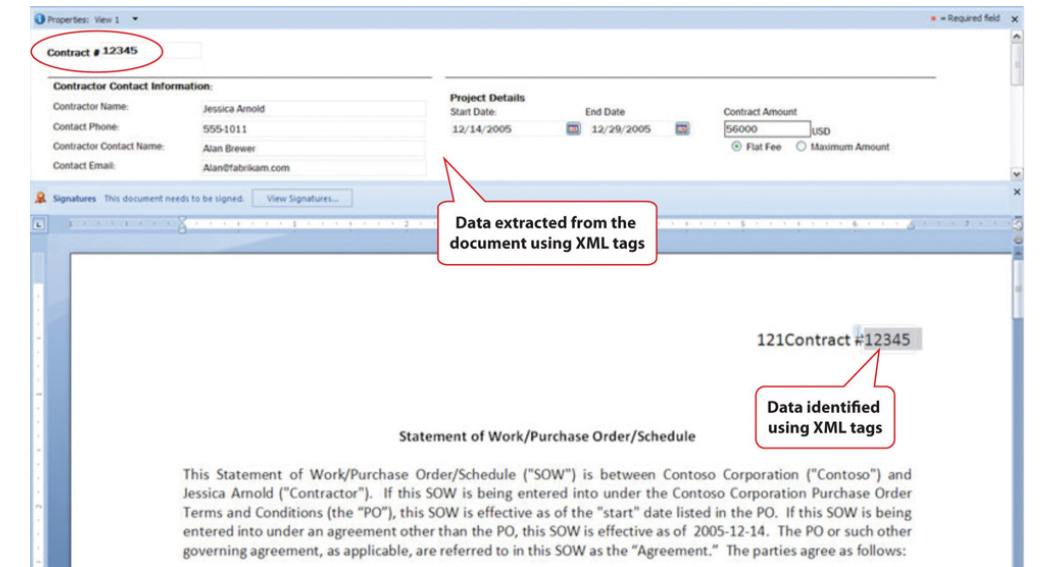 Properties: View 1
* = Required field
Contract # 12345
Contractor Contact Information:
Contractor Name: Jessica Arnold
Contact Phone: 555-1011
Contractor Contact Name: Alan Brewer
Contact Email: Alan@fabrikam.com
Project Details
Start Date: End Date Contract Amount
12/14/2005 12/29/2005 56000 USD
Flat Fee Maximum Amount
Signatures This document needs to be signed. View Signatures...
Data extracted from the
document using XML tags
121Contract #12345
Data identified
using XML tags
Statement of Work/Purchase Order/Schedule
This Statement of Work/Purchase Order/Schedule ("SOW") is between Contoso Corporation ("Contoso") and
Jessica Arnold ("Contractor"). If this SOW is being entered into under the Contoso Corporation Purchase Order
Terms and Conditions (the "PO"), this SOW is effective as of the "start" date listed in the PO. If this SOW is being
entered into under an agreement other than the PO, this SOW is effective as of 2005-12-14. The PO or such other
governing agreement, as applicable, are referred to in this SOW as the "Agreement." The parties agree as follows: